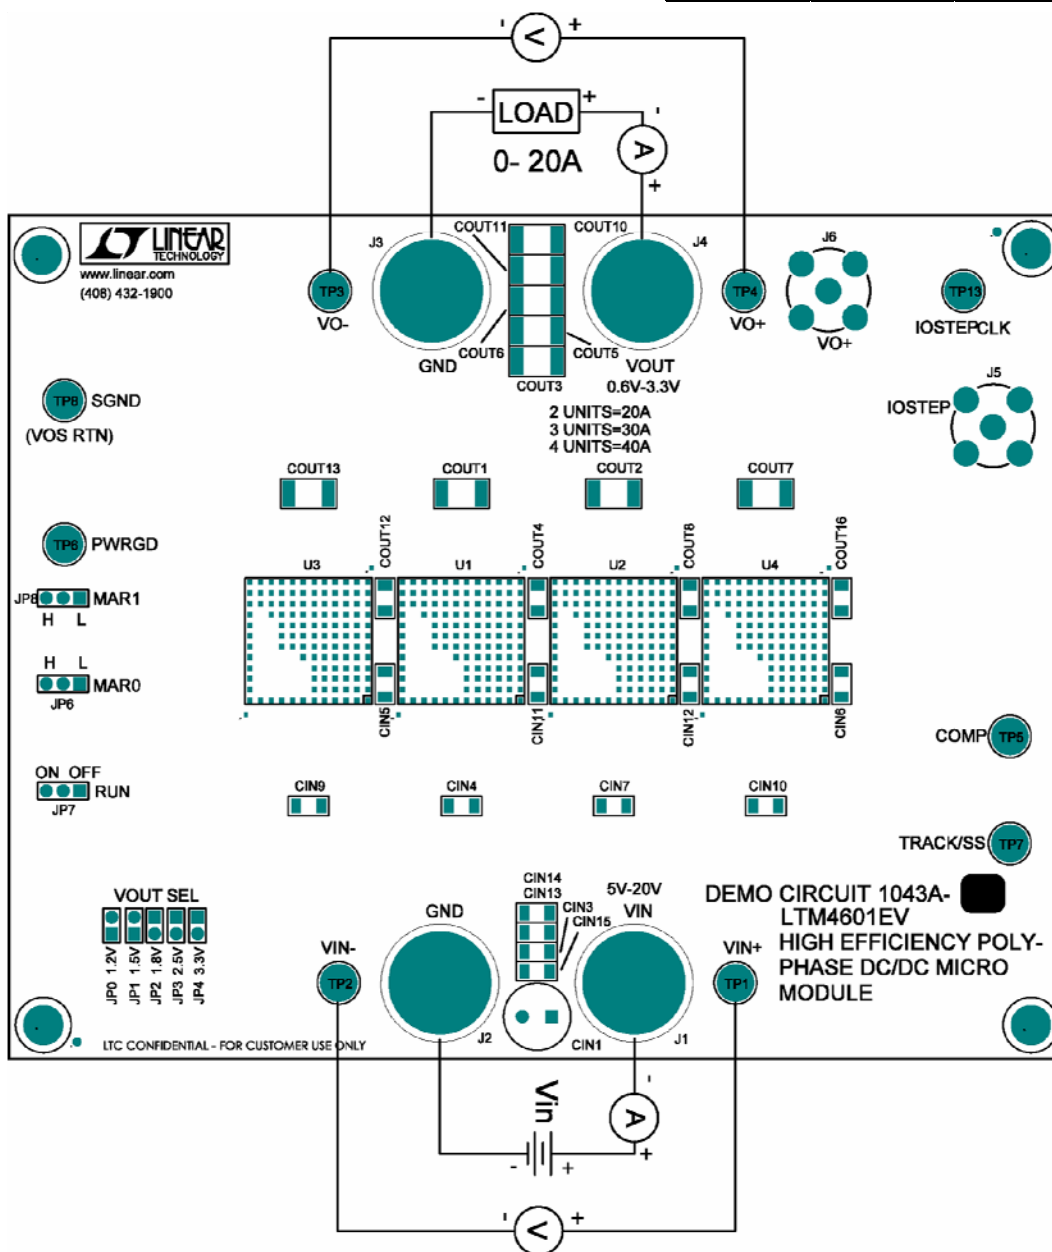 - V +
- LOAD + -
0- 20A A
+
LINEAR
TECHNOLOGY
www.linear.com
(408) 432-1900
J3 COUT11 COUT10 J4 J6
TP3 TP4 TP13
VO- VO+ VO+ IOSTEPCLK
COUT6 COUT5
GND COUT3 VOUT
0.6V-3.3V
J5
TP8 SGND
(VOS RTN)
IOSTEP
2 UNITS=20A
3 UNITS=30A
4 UNITS=40A
COUT13 COUT1 COUT2 COUT7
COUT12 COUT4 COUT8 COUT16
TP6 PWRGD
U3 U1 U2 U4
JP8 MAR1
H L
H L
MAR0
JP6
CIN5 CIN11 CIN12 CIN6
COMP TP5
ON OFF
RUN
JP7
CIN9 CIN4 CIN7 CIN10
TRACK/SS TP7
VOUT SEL
JP0 1.2V
JP1 1.5V
JP2 1.8V
JP3 2.5V
JP4 3.3V
CIN14
CIN13
CIN3
CIN15
GND
5V-20V
VIN
DEMO CIRCUIT 1043A-
LTM4601EV
HIGH EFFICIENCY POLY-
PHASE DC/DC MICRO
MODULE
VIN- VIN+
TP2 TP1
J2 CIN1 J1
LTC CONFIDENTIAL - FOR CUSTOMER USE ONLY
Vin - A
- + +
- V +